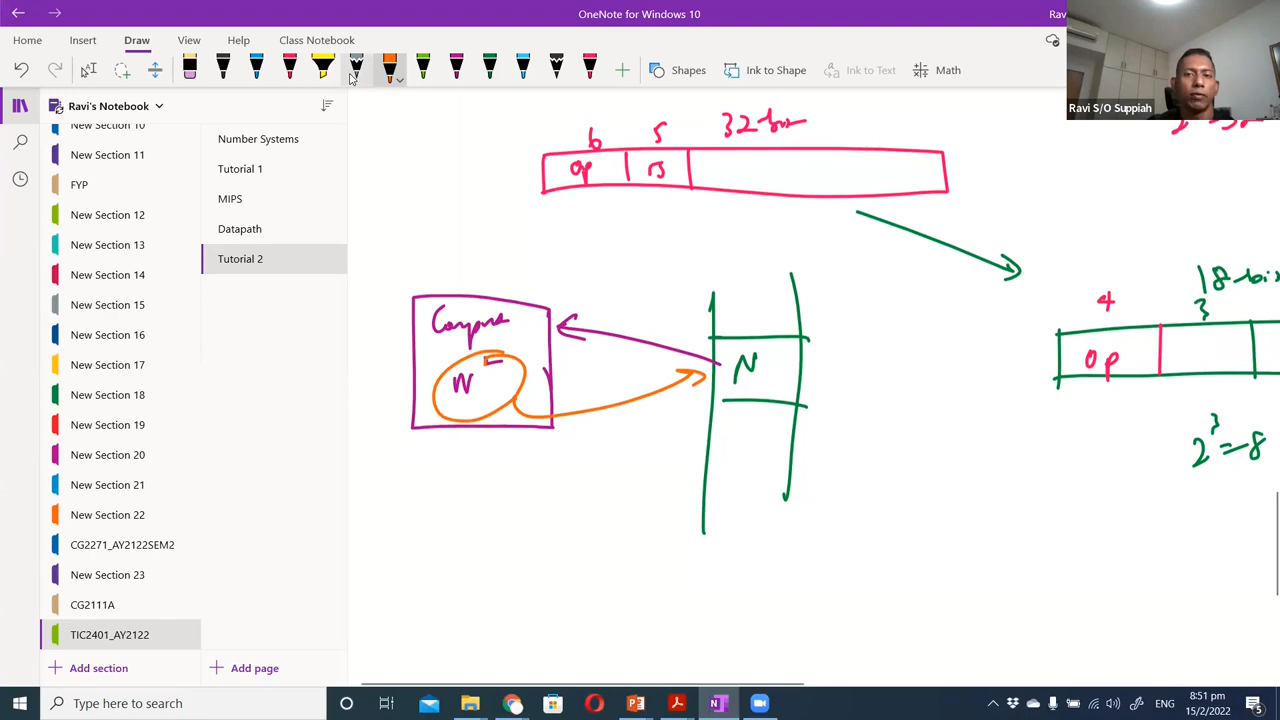 OneNote for Windows 10
Ravi
Home
Insert
Draw
View
Help
Class Notebook
Shapes
Ink to Shape
Ink to Text
Math
Ravi S/O Suppiah
Ravi's Notebook
New Section 10
New Section 11
FYP
New Section 12
New Section 13
New Section 14
New Section 15
New Section 16
New Section 17
New Section 18
New Section 19
New Section 20
New Section 21
New Section 22
CG2271_AY2122SEM2
New Section 23
CG2111A
TIC2401_AY2122
Add section
Number Systems
Tutorial 1
MIPS
Datapath
Tutorial 2
Add page
6 5 32-bit
op rs
18-bit
4 3
op
N
N
2³=8
Type here to search
ENG
8:51 pm
15/2/2022
5